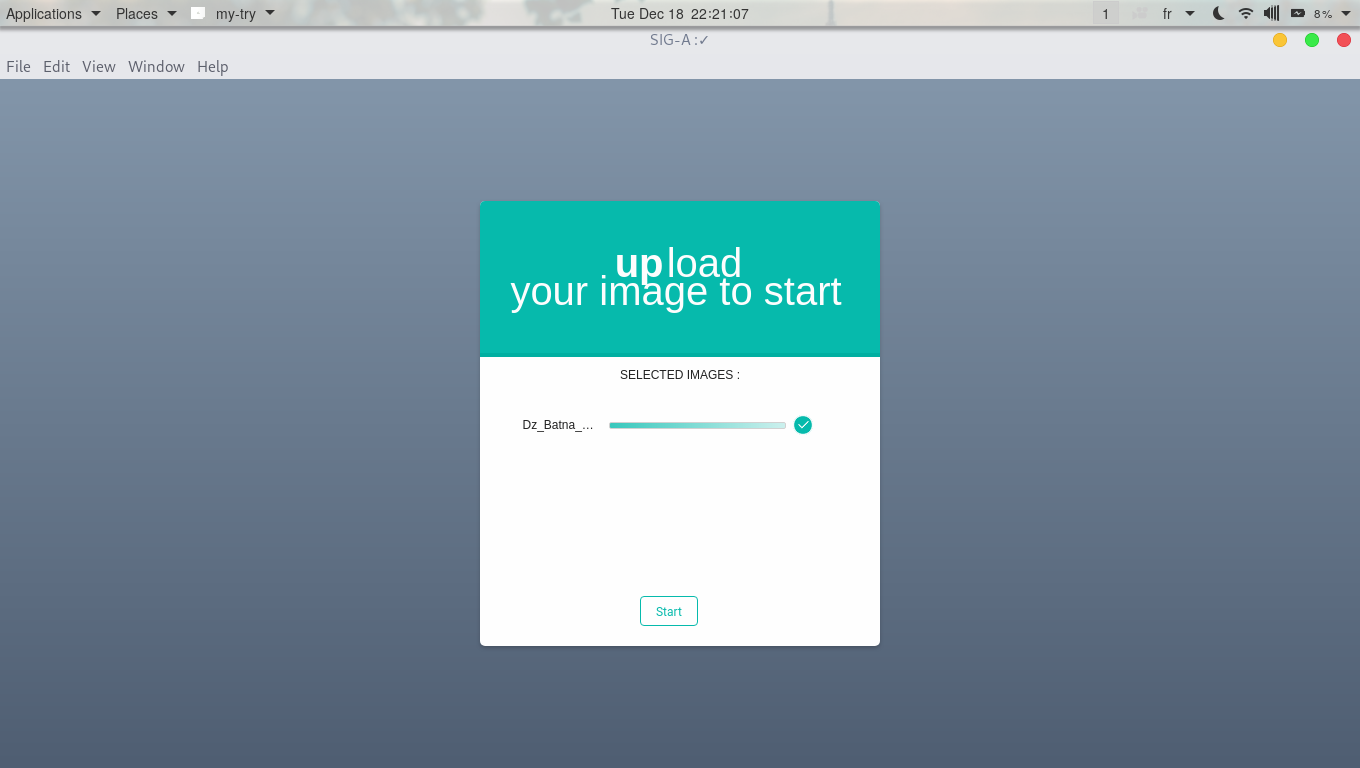 Applications Places my-try Tue Dec 18 22:21:07 1 fr 8%
SIG-A :✓
File Edit View Window Help
upload
your image to start
SELECTED IMAGES :
Dz_Batna_...
Start